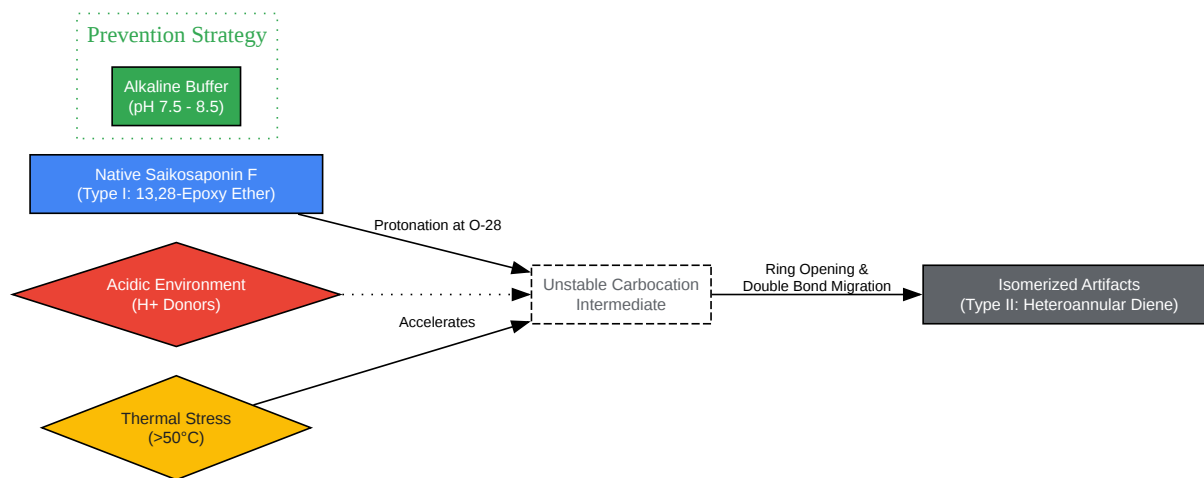 Prevention Strategy
Alkaline Buffer
(pH 7.5 - 8.5)
Native Saikosaponin F
(Type I: 13,28-Epoxy Ether)
Protonation at O-28
Acidic Environment
(H+ Donors)
Unstable Carbocation
Intermediate
Ring Opening &
Double Bond Migration
Isomerized Artifacts
(Type II: Heteroannular Diene)
Accelerates
Thermal Stress
(>50°C)